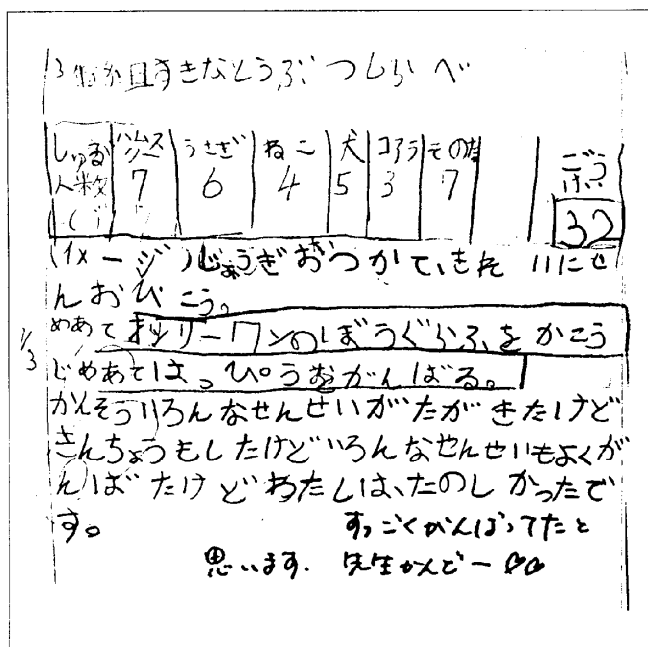 すきなどうぶつしらべ
しゅるい ハムスター うさぎ ねこ 犬 コアラ その他 ごうけい
人数 7 6 4 5 3 7 32
(イメージ)じょうぎおつかて、きれいにせ
んおひこう。
めあて オンリーワンのぼうぐらふをかこう
じめあてはっぴょうをがんばる。
かんそういろんなせんせいがたがきたけど
きんちょうもしたけどいろんなせんせいもよくが
んばたけどわたしは、たのしかったで
す。
すっごくがんばってたと
思います. 先生かんどー♡♡
1/3